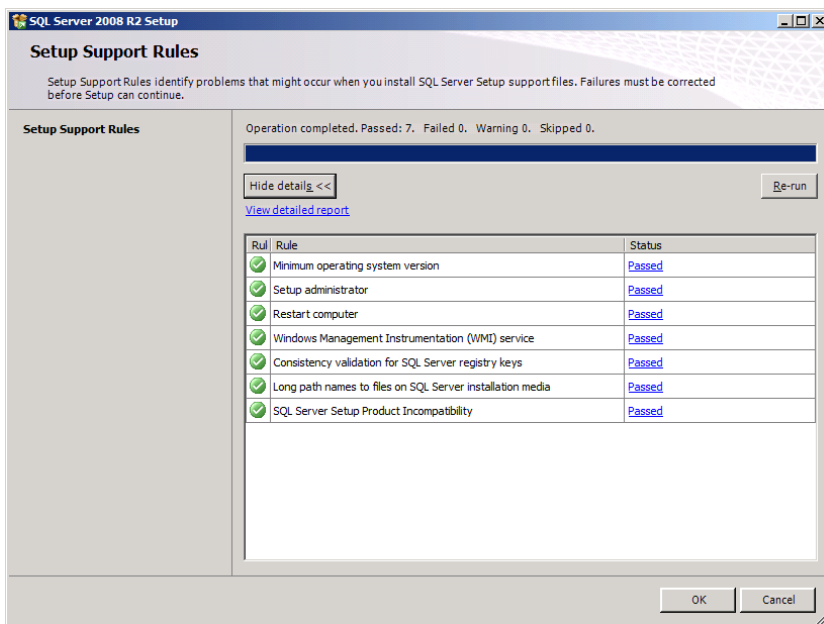 SQL Server 2008 R2 Setup
Setup Support Rules
Setup Support Rules identify problems that might occur when you install SQL Server Setup support files. Failures must be corrected
before Setup can continue.
Setup Support Rules
Operation completed. Passed: 7. Failed 0. Warning 0. Skipped 0.
Hide details <<
Re-run
View detailed report
Rul Rule Status
Minimum operating system version Passed
Setup administrator Passed
Restart computer Passed
Windows Management Instrumentation (WMI) service Passed
Consistency validation for SQL Server registry keys Passed
Long path names to files on SQL Server installation media Passed
SQL Server Setup Product Incompatibility Passed
OK Cancel